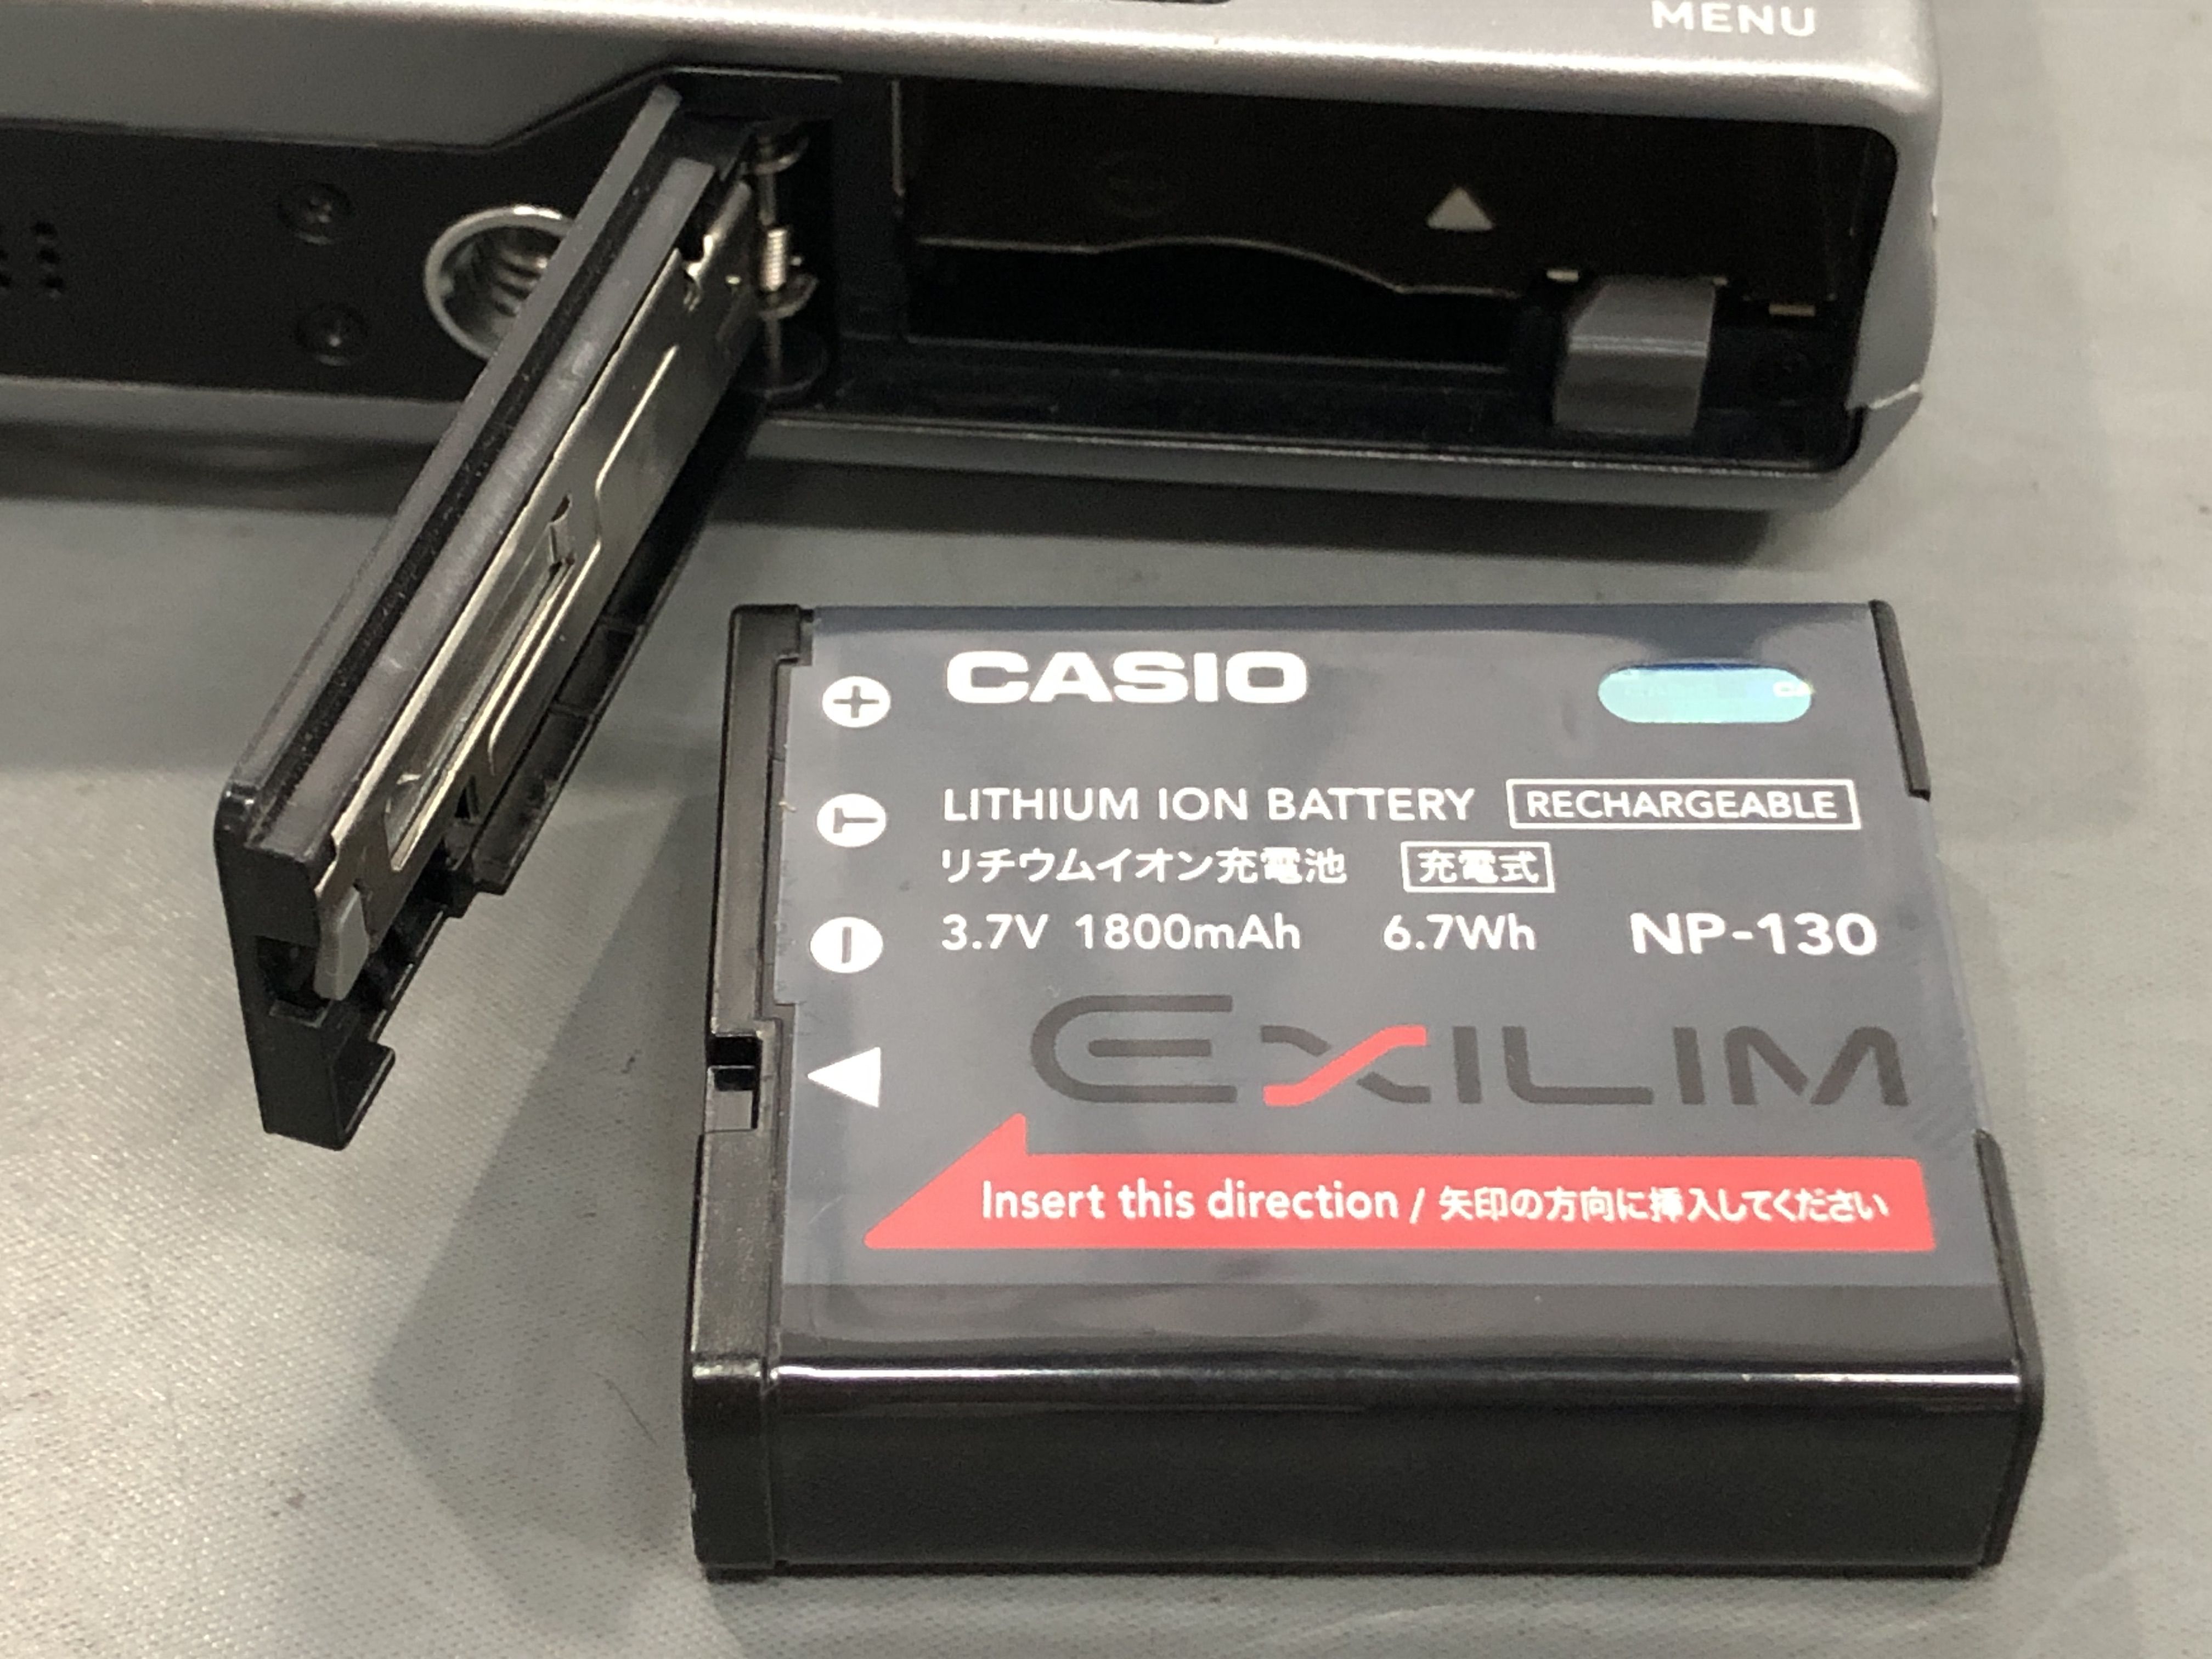 MENU
CASIO
LITHIUM ION BATTERY RECHARGEABLE
リチウムイオン充電池 充電式
3.7V 1800mAh 6.7Wh NP-130
EXILIM
Insert this direction / 矢印の方向に挿入してください
T